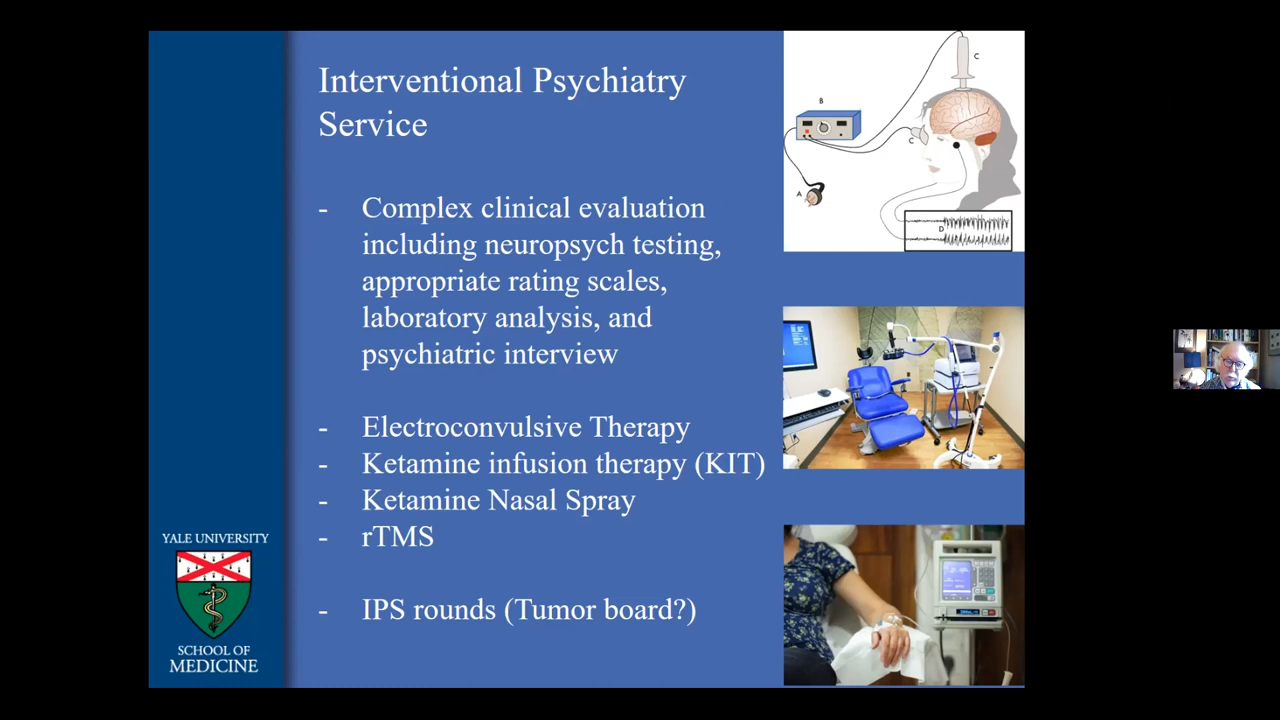 Interventional Psychiatry
Service
- Complex clinical evaluation
including neuropsych testing,
appropriate rating scales,
laboratory analysis, and
psychiatric interview
- Electroconvulsive Therapy
- Ketamine infusion therapy (KIT)
- Ketamine Nasal Spray
- rTMS
- IPS rounds (Tumor board?)
YALE UNIVERSITY
SCHOOL OF
MEDICINE
C
B
C
A
D